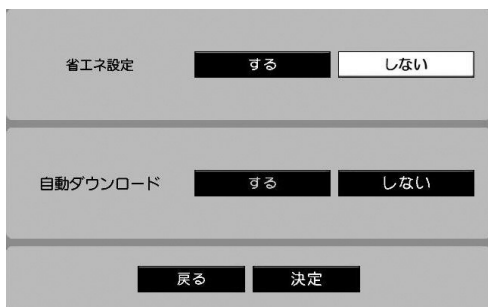 省エネ設定 する しない
自動ダウンロード する しない
戻る 決定